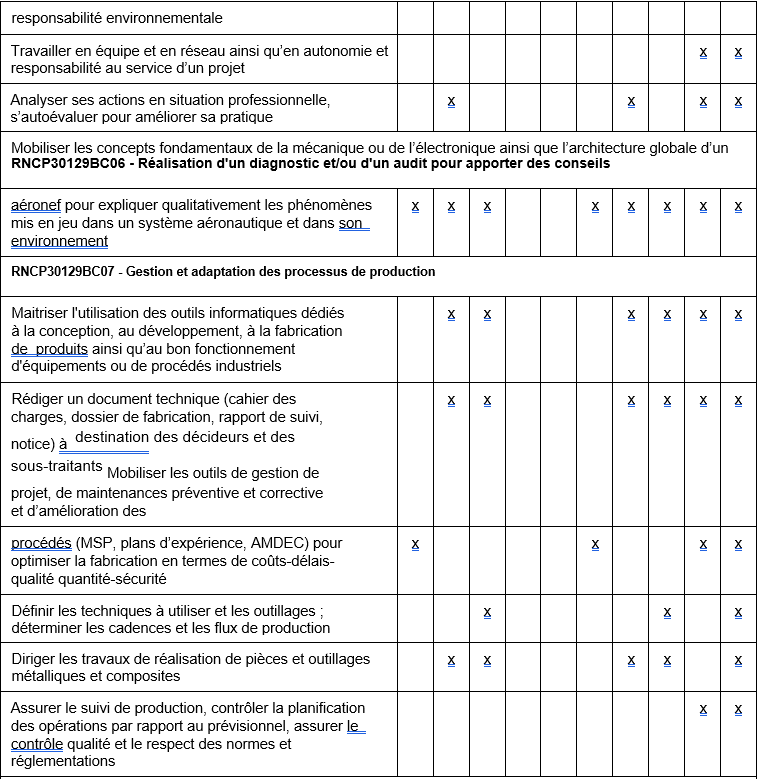 responsabilité environnementale
Travailler en équipe et en réseau ainsi qu’en autonomie et x x
responsabilité au service d’un projet
Analyser ses actions en situation professionnelle, x x x x
s’autoévaluer pour améliorer sa pratique
Mobiliser les concepts fondamentaux de la mécanique ou de l’électronique ainsi que l’architecture globale d’un
RNCP30129BC06 - Réalisation d'un diagnostic et/ou d'un audit pour apporter des conseils
aéronef pour expliquer qualitativement les phénomènes x x x x x x x x
mis en jeu dans un système aéronautique et dans son
environnement
RNCP30129BC07 - Gestion et adaptation des processus de production
Maitriser l'utilisation des outils informatiques dédiés x x x x x x
à la conception, au développement, à la fabrication
de produits ainsi qu’au bon fonctionnement
d'équipements ou de procédés industriels
Rédiger un document technique (cahier des x x x x x x
charges, dossier de fabrication, rapport de suivi,
notice) à destination des décideurs et des
sous-traitants Mobiliser les outils de gestion de
projet, de maintenances préventive et corrective
et d’amélioration des
procédés (MSP, plans d’expérience, AMDEC) pour x x x x
optimiser la fabrication en termes de coûts-délais-
qualité quantité-sécurité
Définir les techniques à utiliser et les outillages ; x x x
déterminer les cadences et les flux de production
Diriger les travaux de réalisation de pièces et outillages x x x x x
métalliques et composites
Assurer le suivi de production, contrôler la planification x x
des opérations par rapport au prévisionnel, assurer le
contrôle qualité et le respect des normes et
réglementations